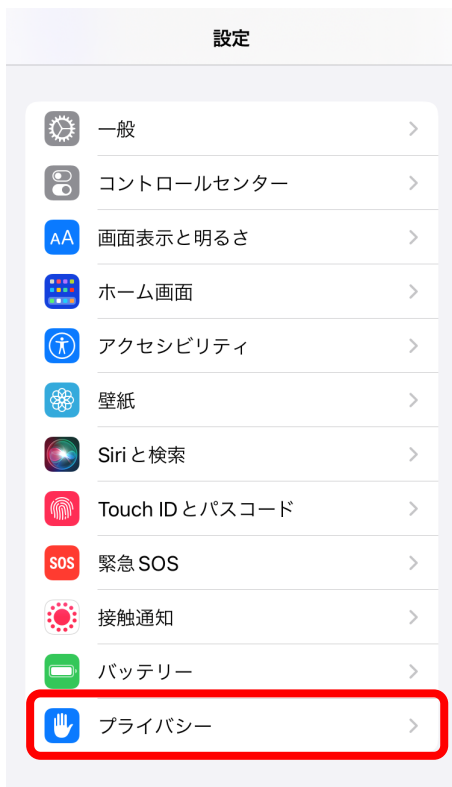 設定
一般
コントロールセンター
AA 画面表示と明るさ
ホーム画面
アクセシビリティ
壁紙
Siriと検索
Touch IDとパスコード
SOS 緊急SOS
接触通知
バッテリー
プライバシー